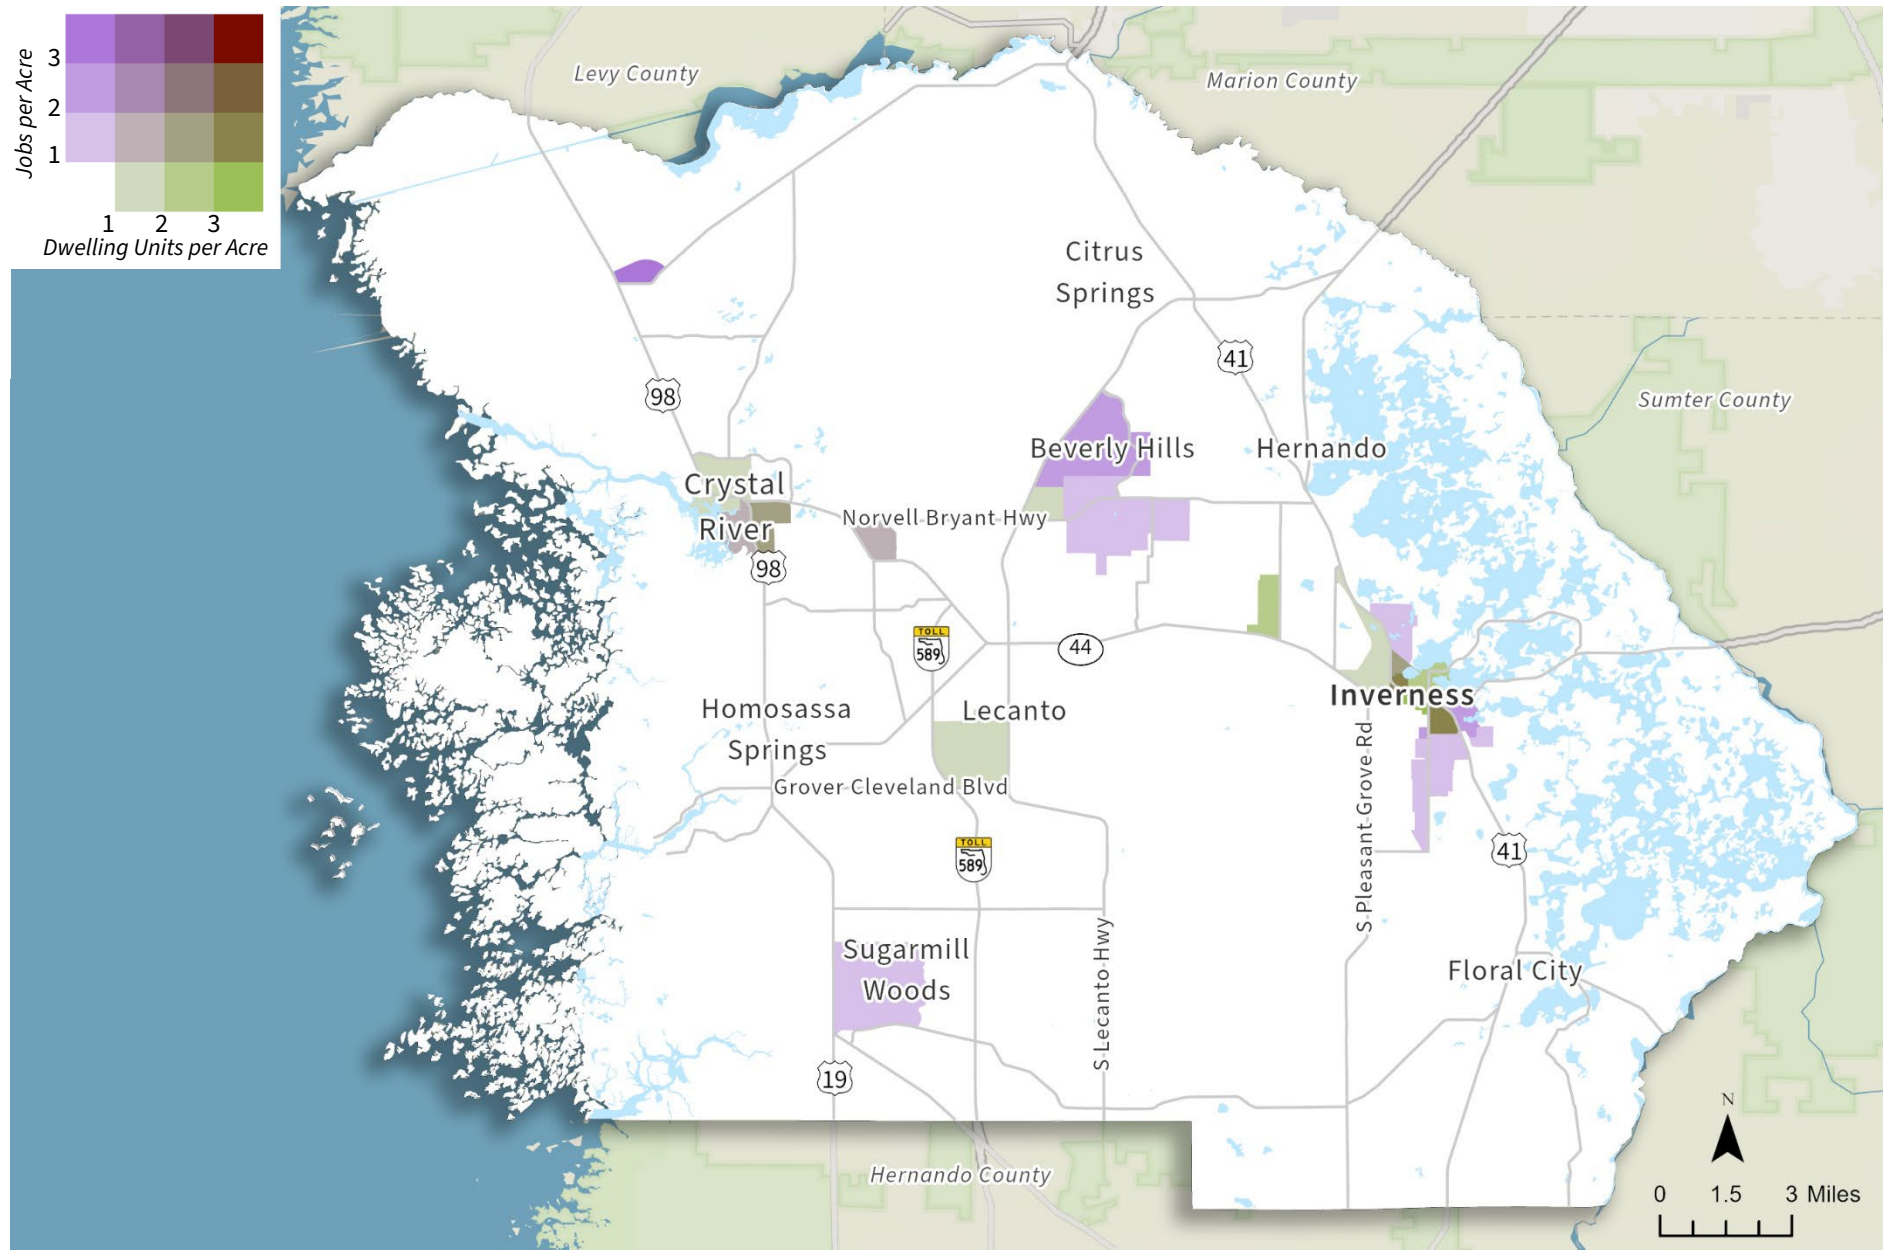 Jobs per Acre
3
2
1
1 2 3
Dwelling Units per Acre
Levy County
Marion County
Citrus
Springs
41
98
Sumter County
Beverly Hills
Hernando
Crystal
River
Norvell Bryant Hwy
98
TOLL
589
44
Inverness
Homosassa
Springs
Lecanto
S Pleasant Grove Rd
Grover Cleveland Blvd
TOLL
589
41
Sugarmill
Woods
S Lecanto Hwy
Floral City
19
Hernando County
N
0 1.5 3 Miles